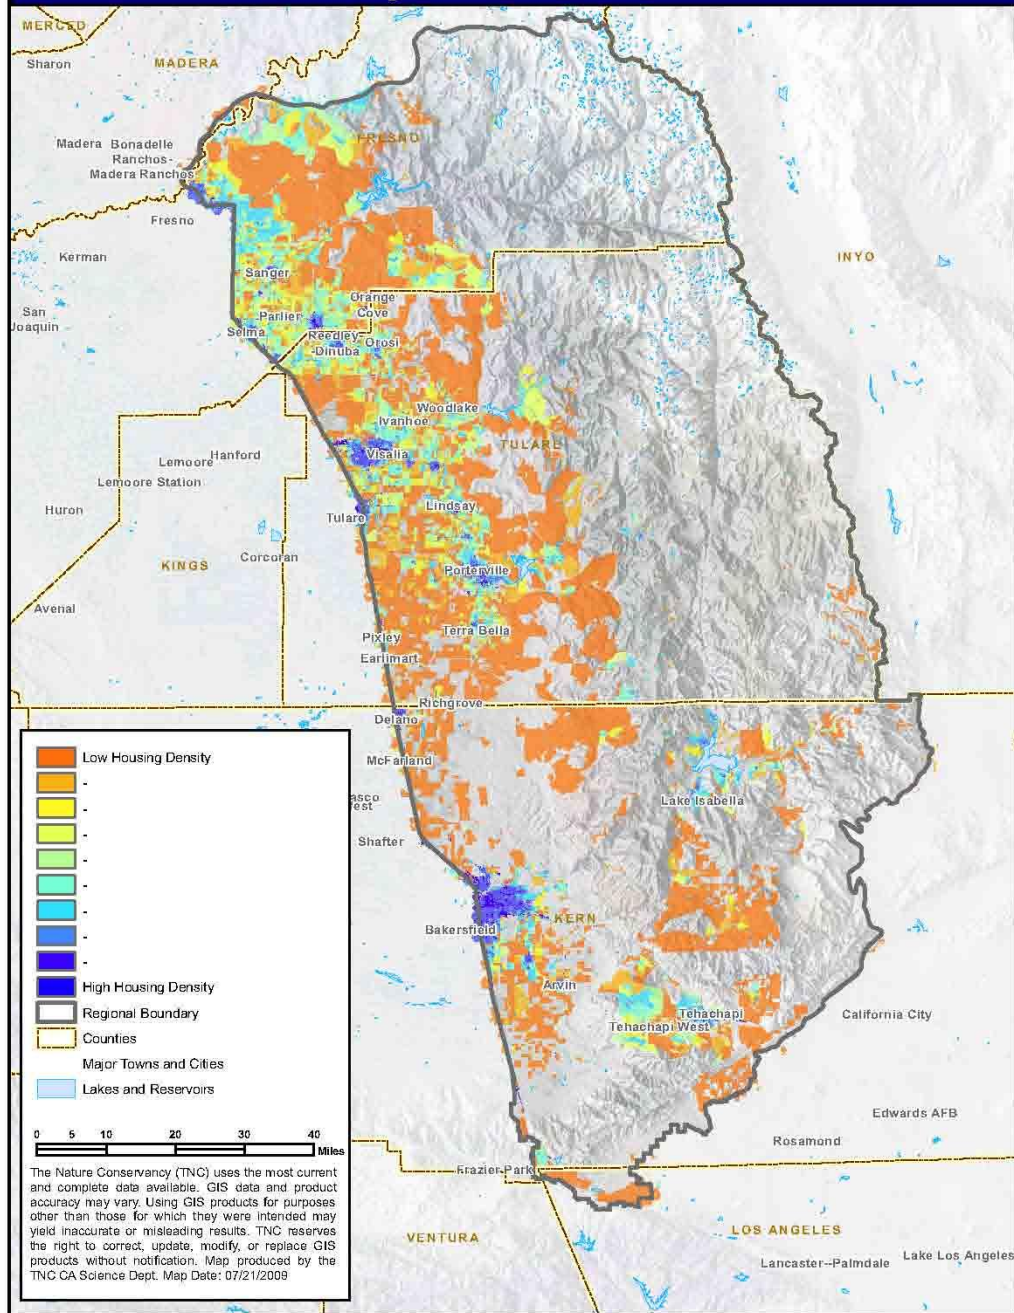 MERCED
Sharon
MADERA
FRESNO
Madera Bonadelle
Ranchos-
Madera Ranchos
Fresno
INYO
Kerman
Sanger
Orange
Cove
San
Joaquin
Parlier
Selma
Reedley
Dinuba
Orosi
Woodlake
Ivanhoe
TULARE
Visalia
Hanford
Lemoore
Lemoore Station
Huron
Lindsay
Tulare
Corcoran
KINGS
Porterville
Avenal
Terra Bella
Pixley
Earlimart
Richgrove
Delano
McFarland
Lake Isabella
Shafter
KERN
Bakersfield
Arvin
Tehachapi
Tehachapi West
California City
Edwards AFB
Rosamond
Frazier Park
VENTURA
LOS ANGELES
Lancaster--Palmdale
Lake Los Angeles
Low Housing Density
-
-
-
-
-
-
-
-
High Housing Density
Regional Boundary
Counties
Major Towns and Cities
Lakes and Reservoirs
0 5 10 20 30 40
Miles
The Nature Conservancy (TNC) uses the most current
and complete data available. GIS data and product
accuracy may vary. Using GIS products for purposes
other than those for which they were intended may
yield inaccurate or misleading results. TNC reserves
the right to correct, update, modify, or replace GIS
products without notification. Map produced by the
TNC CA Science Dept. Map Date: 07/21/2009